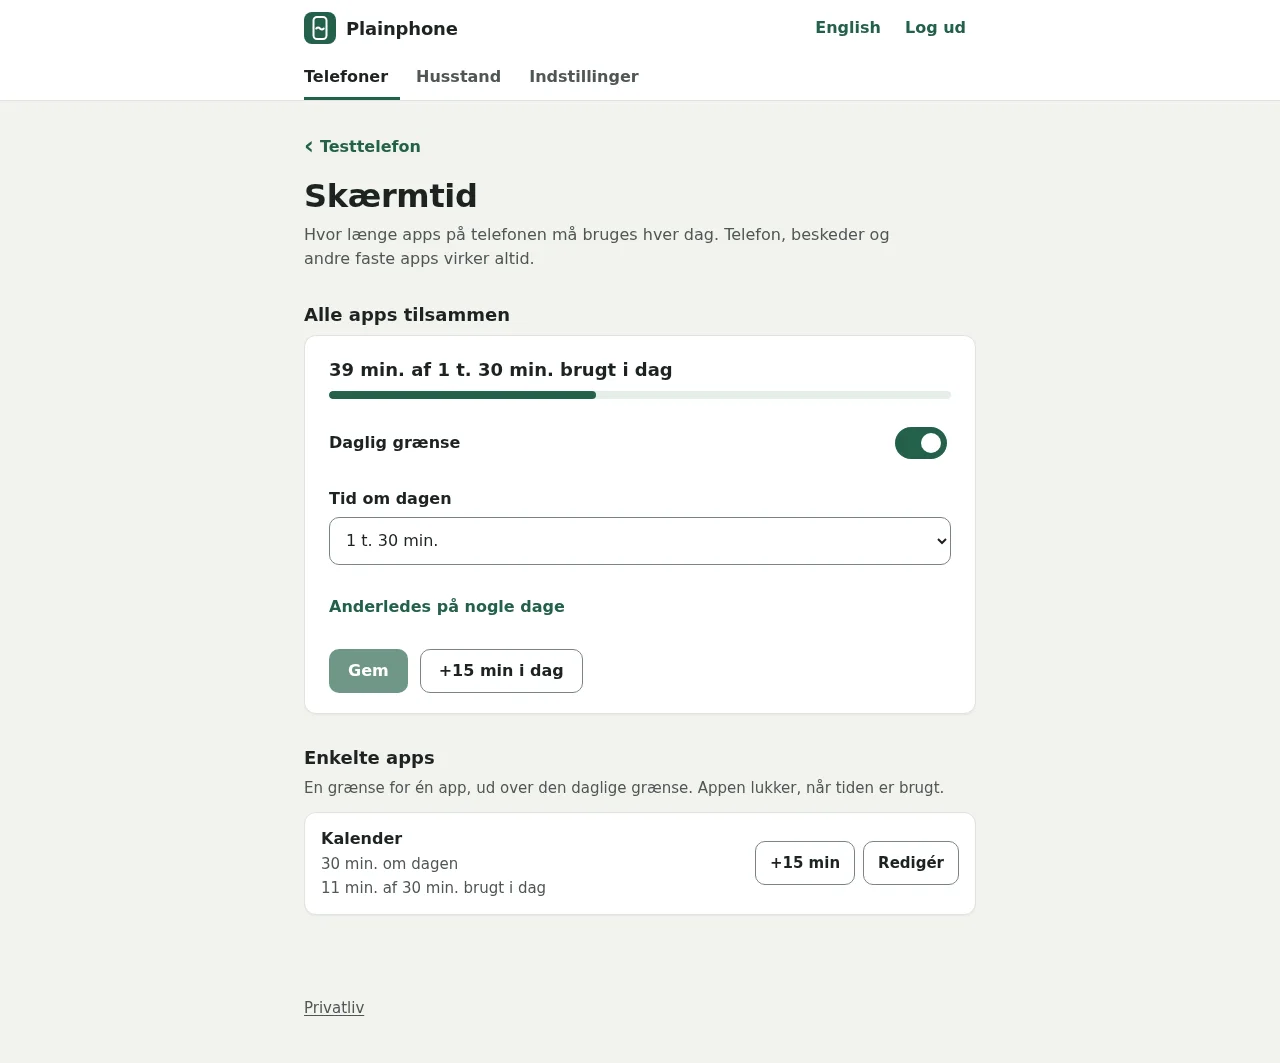 Plainphone
English
Log ud
Telefoner
Husstand
Indstillinger
‹ Testtelefon
Skærmtid
Hvor længe apps på telefonen må bruges hver dag. Telefon, beskeder og
andre faste apps virker altid.
Alle apps tilsammen
39 min. af 1 t. 30 min. brugt i dag
Daglig grænse
Tid om dagen
1 t. 30 min.
Anderledes på nogle dage
Gem
+15 min i dag
Enkelte apps
En grænse for én app, ud over den daglige grænse. Appen lukker, når tiden er brugt.
Kalender
30 min. om dagen
11 min. af 30 min. brugt i dag
+15 min
Redigér
Privatliv